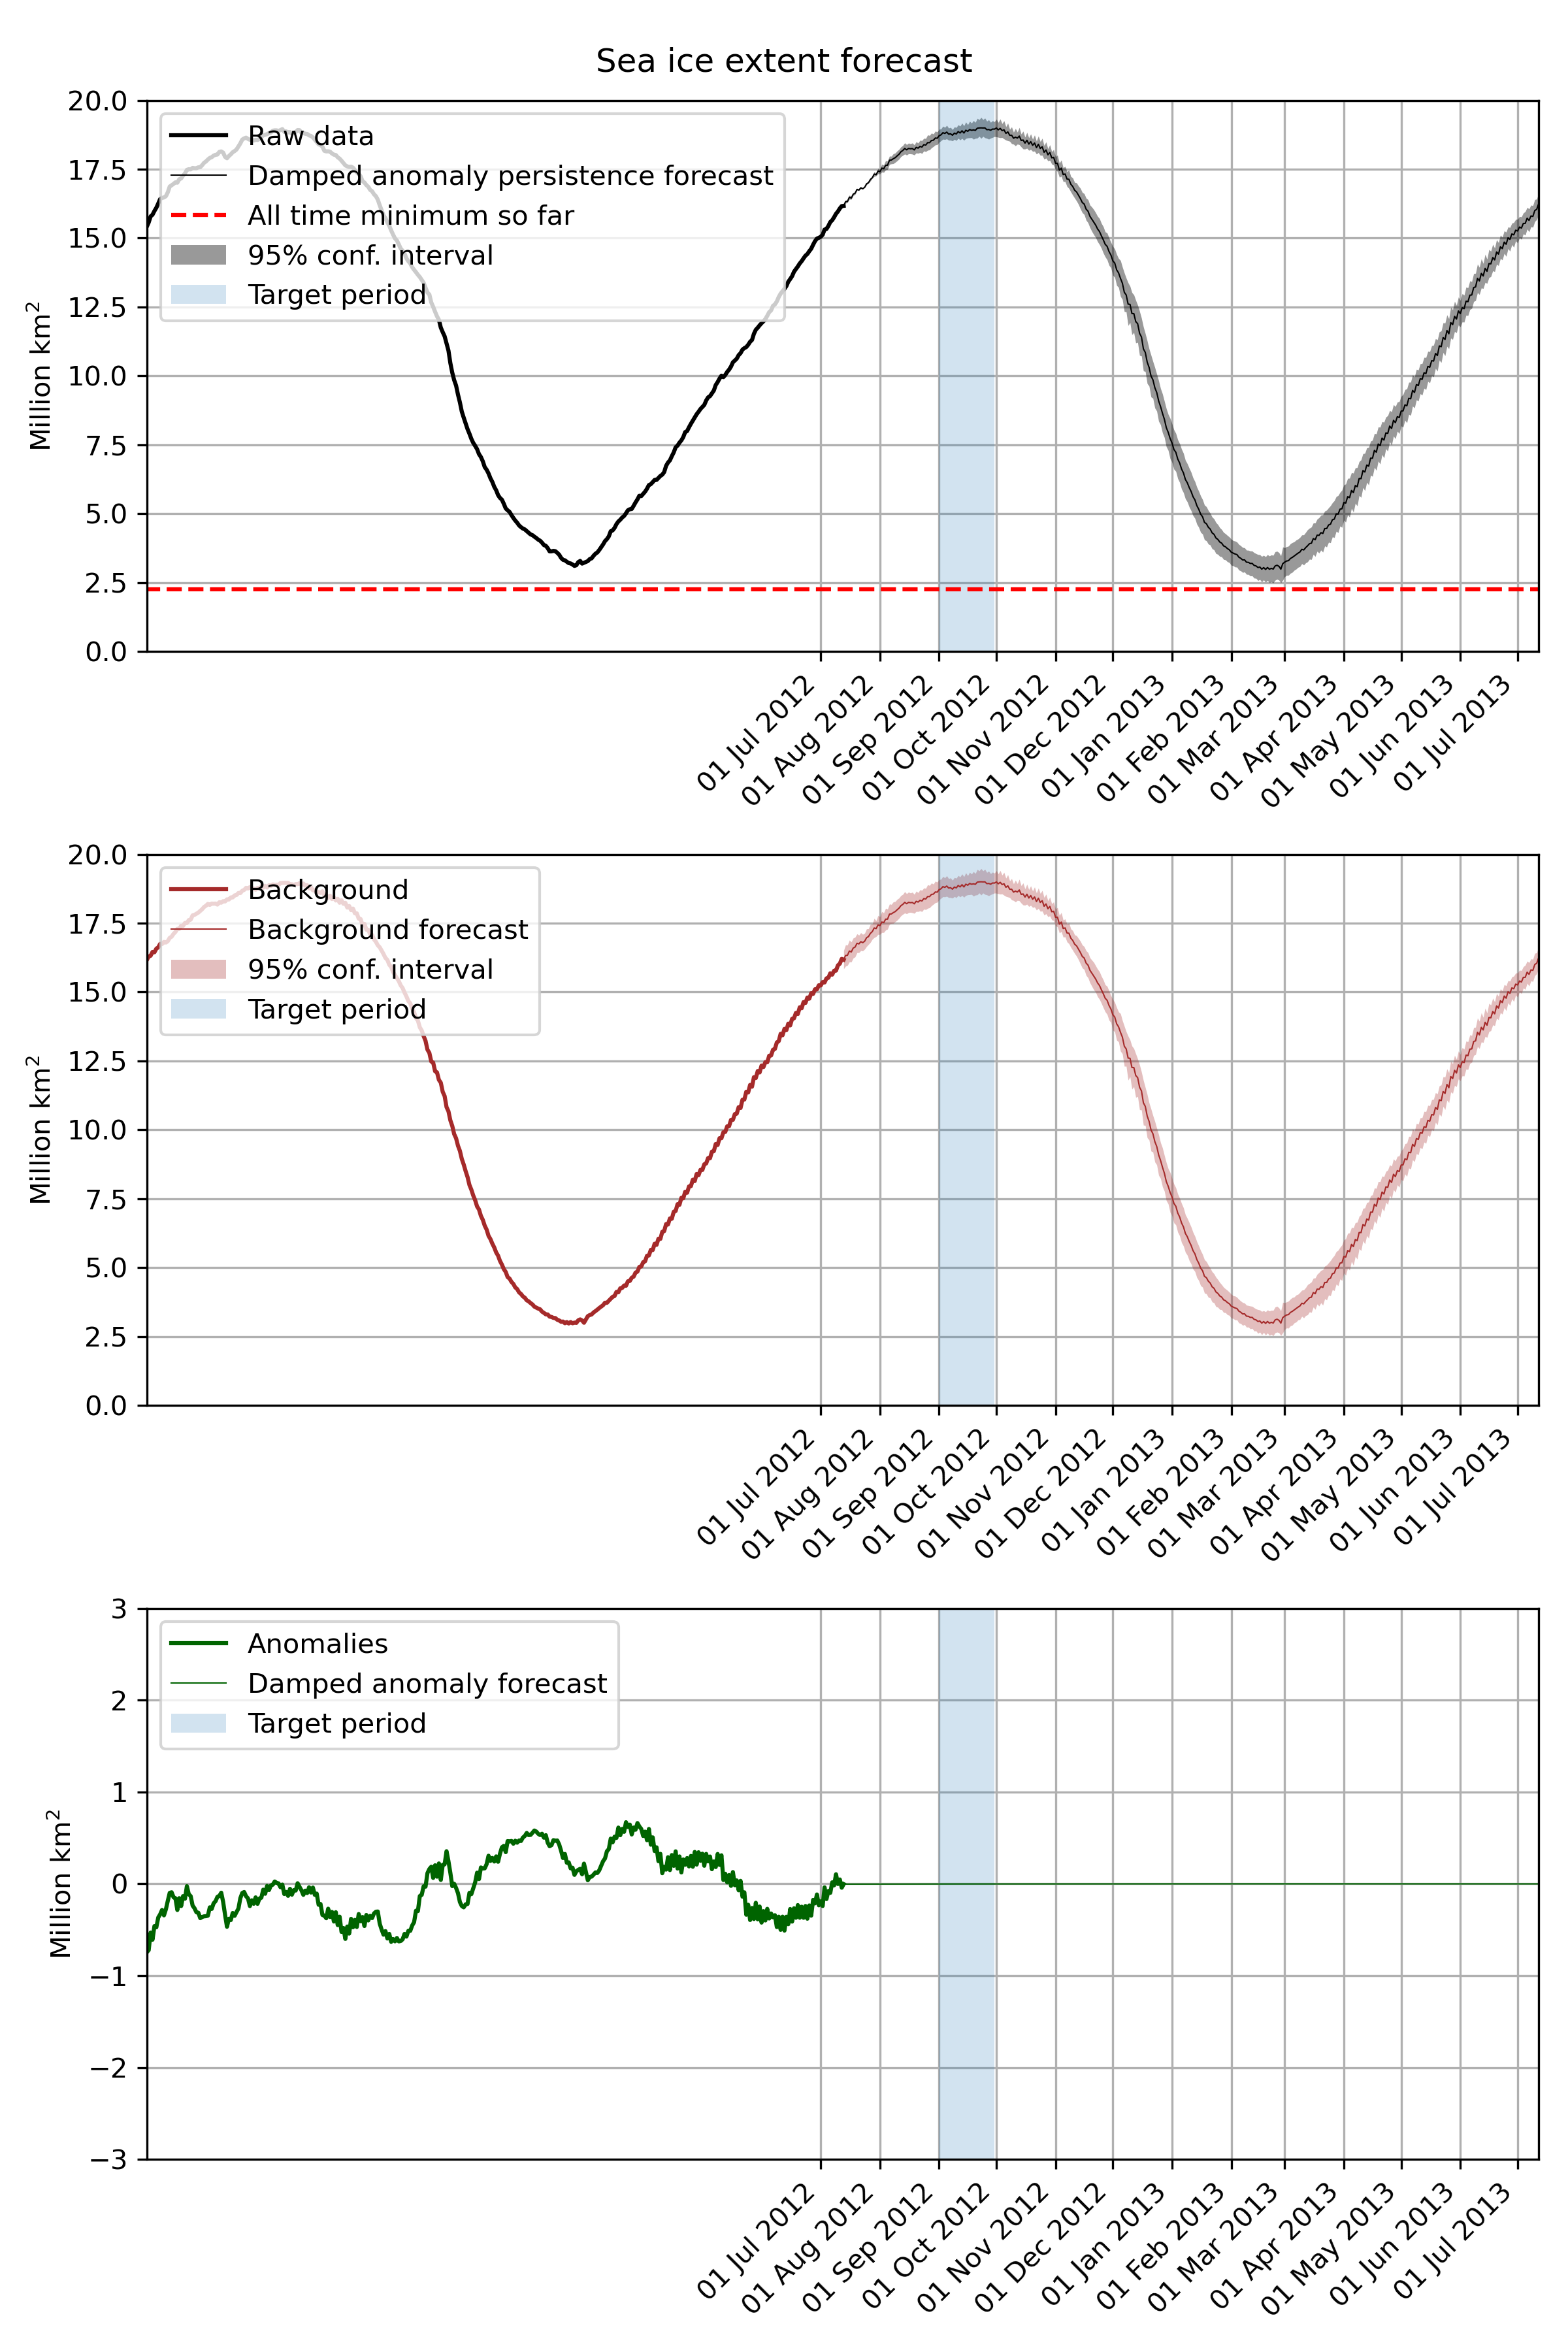 Sea ice extent forecast
20.0
17.5
15.0
12.5
10.0
7.5
5.0
2.5
0.0
Million km²
Raw data
Damped anomaly persistence forecast
All time minimum so far
95% conf. interval
Target period
01 Jul 2012
01 Aug 2012
01 Sep 2012
01 Oct 2012
01 Nov 2012
01 Dec 2012
01 Jan 2013
01 Feb 2013
01 Mar 2013
01 Apr 2013
01 May 2013
01 Jun 2013
01 Jul 2013
20.0
17.5
15.0
12.5
10.0
7.5
5.0
2.5
0.0
Million km²
Background
Background forecast
95% conf. interval
Target period
01 Jul 2012
01 Aug 2012
01 Sep 2012
01 Oct 2012
01 Nov 2012
01 Dec 2012
01 Jan 2013
01 Feb 2013
01 Mar 2013
01 Apr 2013
01 May 2013
01 Jun 2013
01 Jul 2013
3
2
1
0
−1
−2
−3
Million km²
Anomalies
Damped anomaly forecast
Target period
01 Jul 2012
01 Aug 2012
01 Sep 2012
01 Oct 2012
01 Nov 2012
01 Dec 2012
01 Jan 2013
01 Feb 2013
01 Mar 2013
01 Apr 2013
01 May 2013
01 Jun 2013
01 Jul 2013